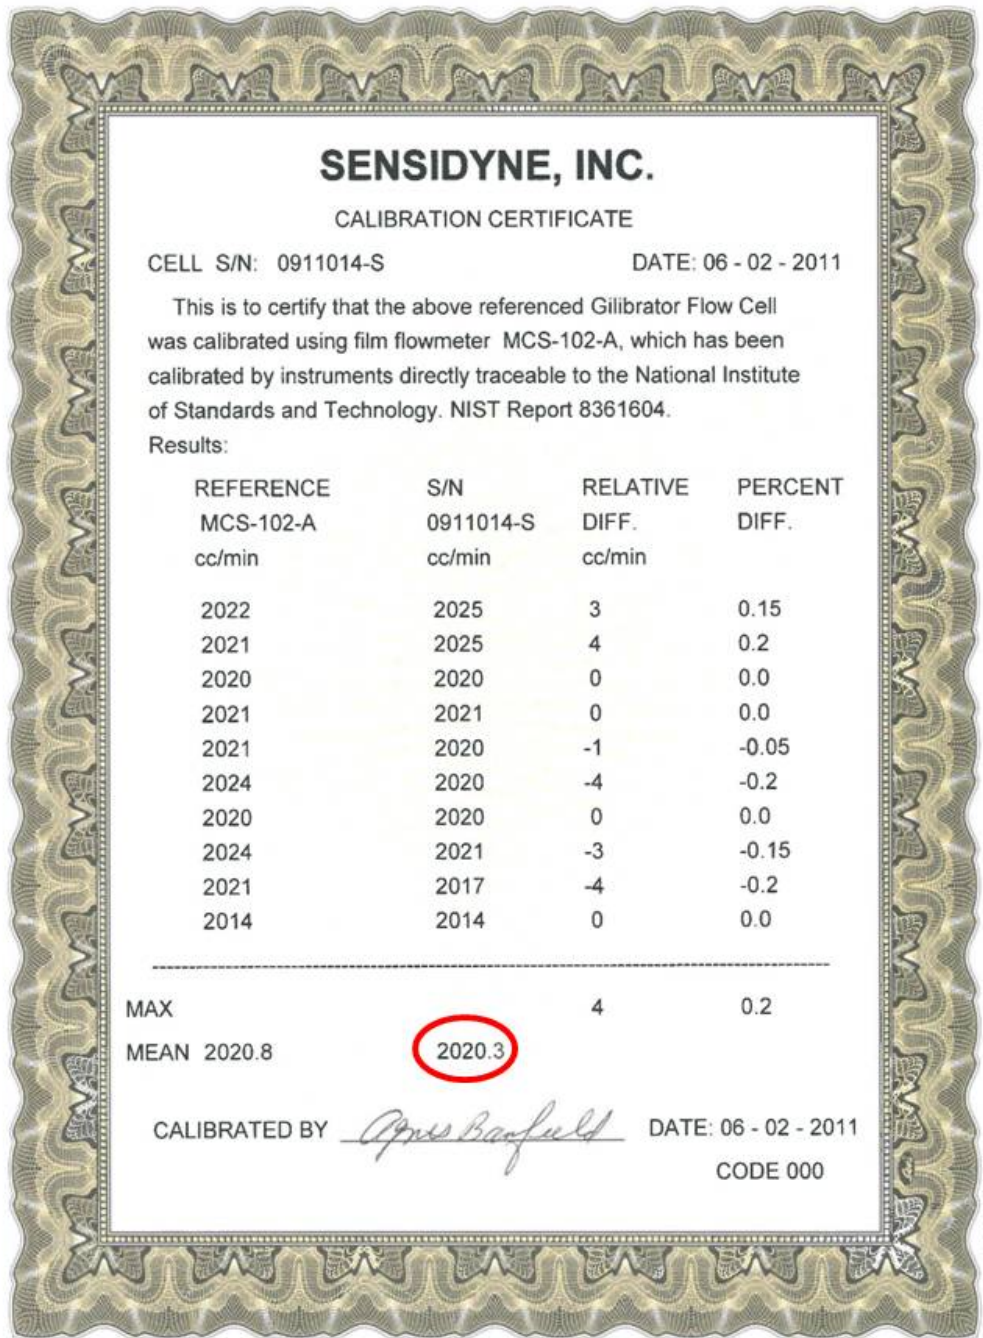 SENSIDYNE, INC.
CALIBRATION CERTIFICATE
CELL S/N: 0911014-S DATE: 06 - 02 - 2011
This is to certify that the above referenced Gilibrator Flow Cell
was calibrated using film flowmeter MCS-102-A, which has been
calibrated by instruments directly traceable to the National Institute
of Standards and Technology. NIST Report 8361604.
Results:
REFERENCE S/N RELATIVE PERCENT
MCS-102-A 0911014-S DIFF. DIFF.
cc/min cc/min cc/min
2022 2025 3 0.15
2021 2025 4 0.2
2020 2020 0 0.0
2021 2021 0 0.0
2021 2020 -1 -0.05
2024 2020 -4 -0.2
2020 2020 0 0.0
2024 2021 -3 -0.15
2021 2017 -4 -0.2
2014 2014 0 0.0
MAX 4 0.2
MEAN 2020.8 2020.3
CALIBRATED BY Agnes Banfield DATE: 06 - 02 - 2011
CODE 000